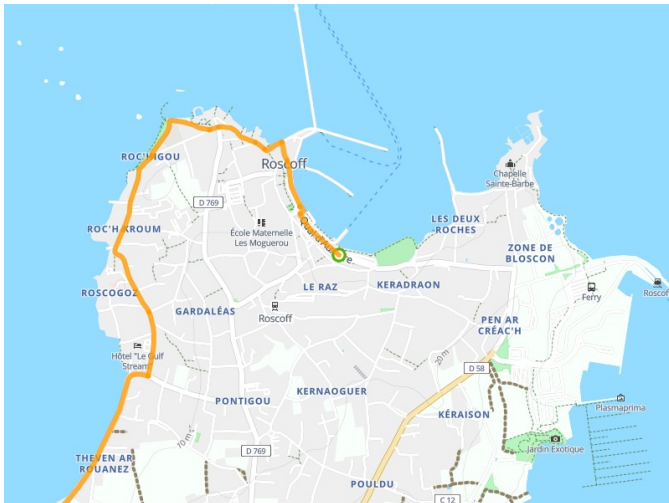 ROC'HIGOU
Roscoff
Chapelle
Sainte-Barbe
D 769
ROC'H KROUM
École Maternelle
Les Moguerou
LES DEUX
ROCHES
ZONE DE
BLOSCON
ROSCOGOZ
LE RAZ
KERADRAON
Ferry
Roscof
GARDALÉAS
Roscoff
PEN AR
CRÉAC'H
Hôtel "Le Gulf
Stream"
20 m
D 58
KERNAOGUER
PONTIGOU
KÉRAISON
Plasmaprima
10 m
D 769
Jardin Exotique
THEVEN AR
ROUANEZ
POULDU
C 12